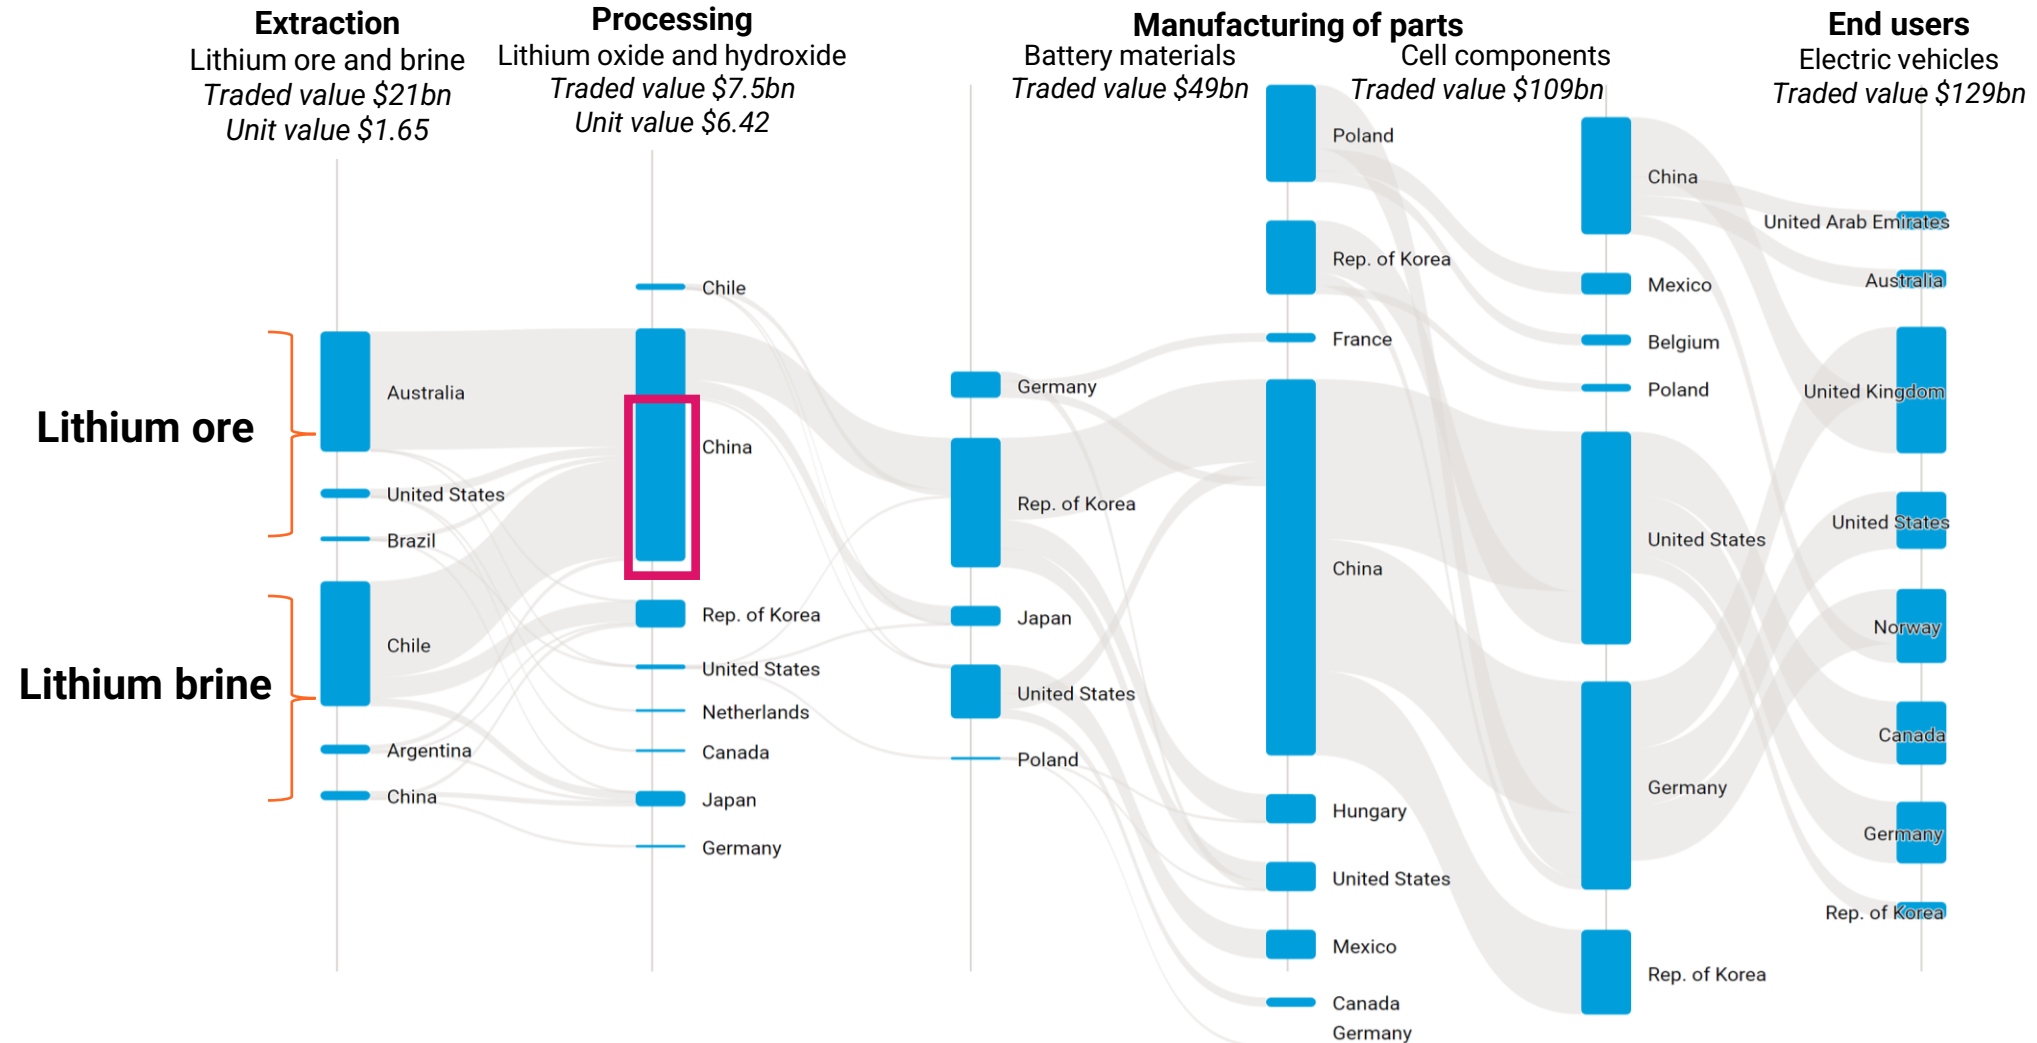 Extraction
Lithium ore and brine
Traded value $21bn
Unit value $1.65
Processing
Lithium oxide and hydroxide
Traded value $7.5bn
Unit value $6.42
Manufacturing of parts
Battery materials
Traded value $49bn
Cell components
Traded value $109bn
End users
Electric vehicles
Traded value $129bn
Lithium ore
Lithium brine
Australia
United States
Brazil
Chile
Argentina
China
Chile
China
Rep. of Korea
United States
Netherlands
Canada
Japan
Germany
Germany
Rep. of Korea
Japan
United States
Poland
Poland
Rep. of Korea
France
China
Hungary
United States
Mexico
Canada
Germany
China
Mexico
Belgium
Poland
United States
Germany
Rep. of Korea
United Arab Emirates
Australia
United Kingdom
United States
Norway
Canada
Germany
Rep. of Korea